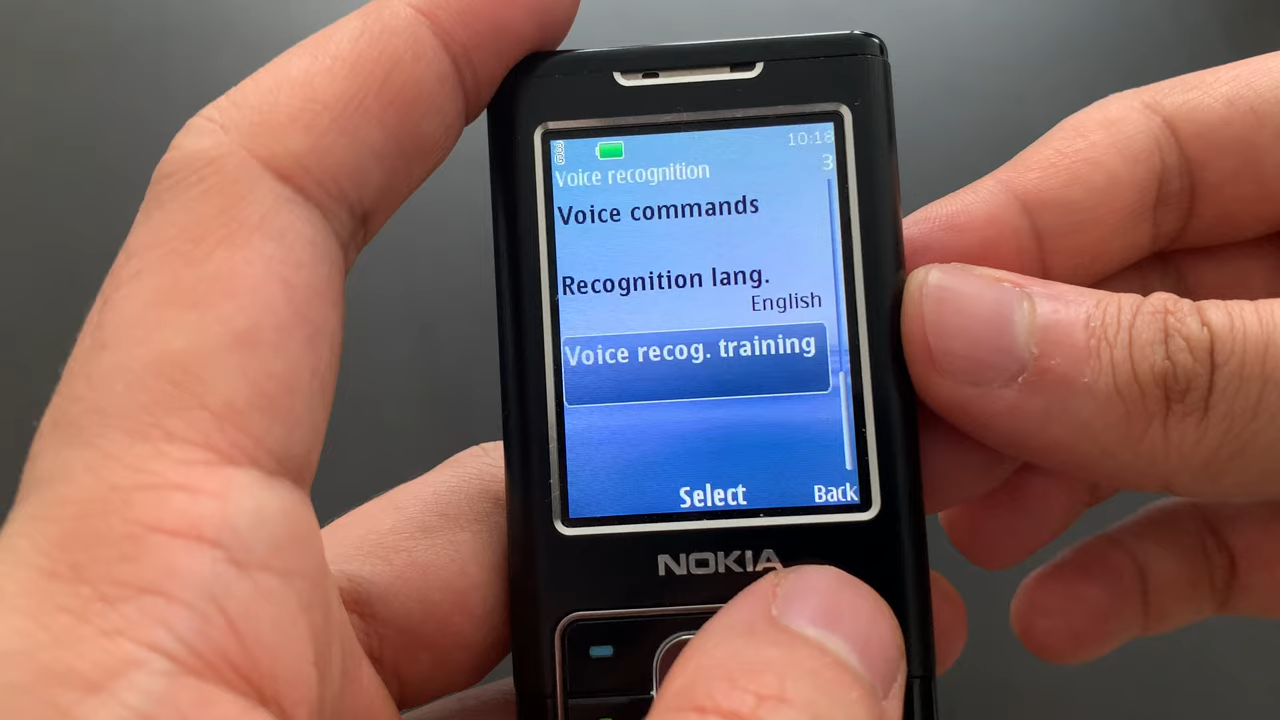 10:18
Voice recognition
3
Voice commands
Recognition lang.
English
Voice recog. training
Select
Back
NOKIA